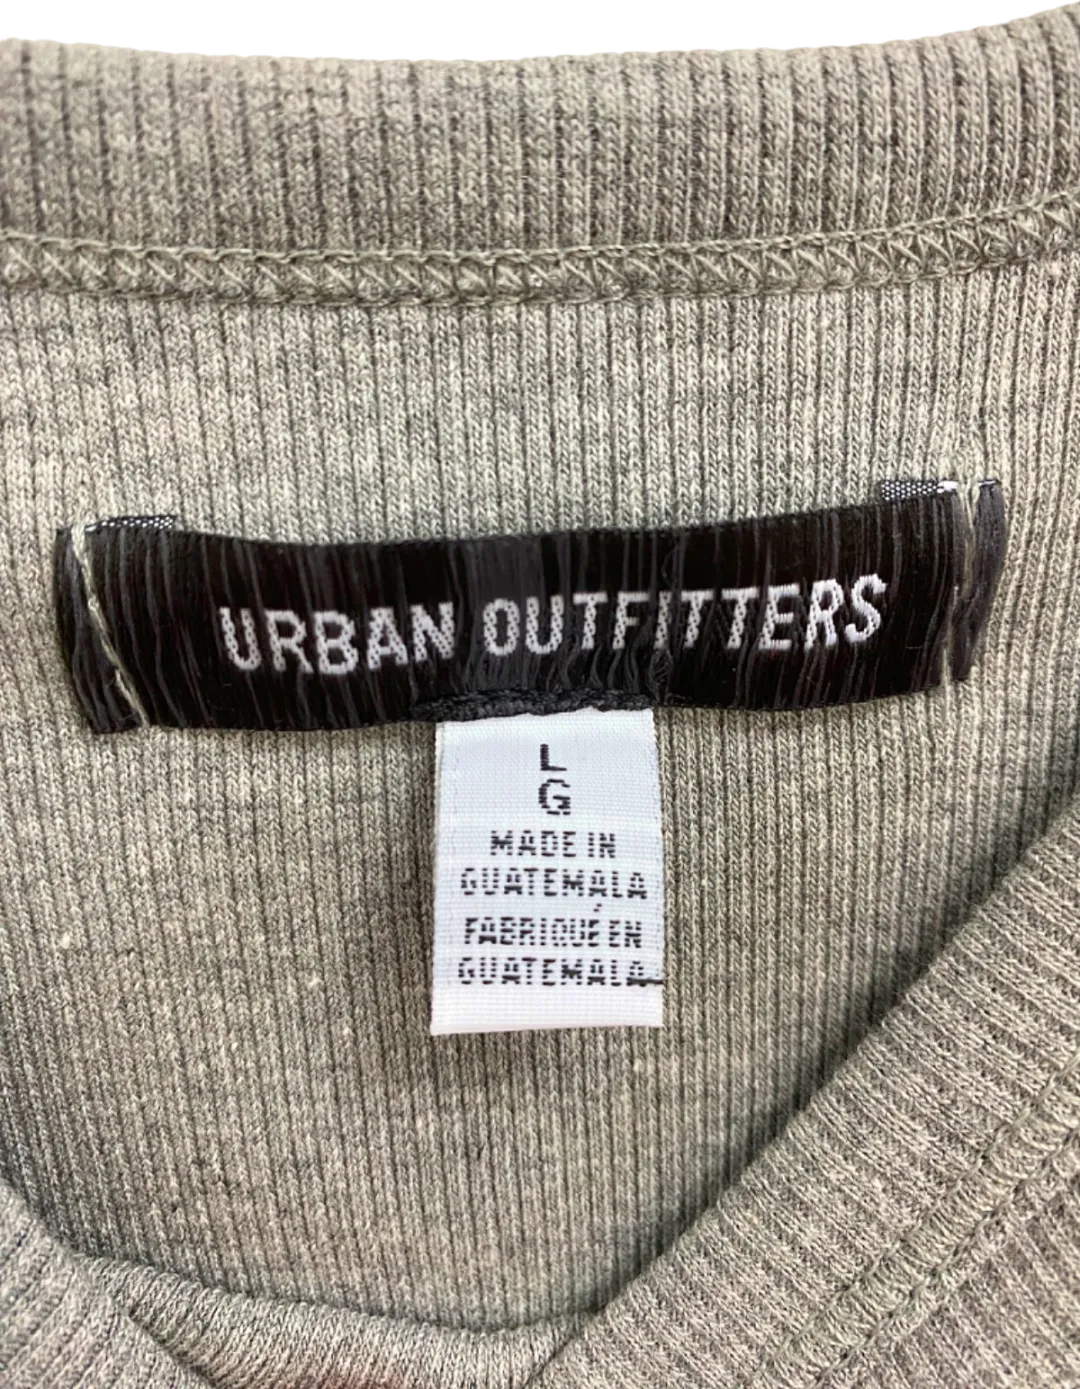 URBAN OUTFITTERS
L
G
MADE IN
GUATEMALA
FABRIQUÉ EN
GUATEMALA